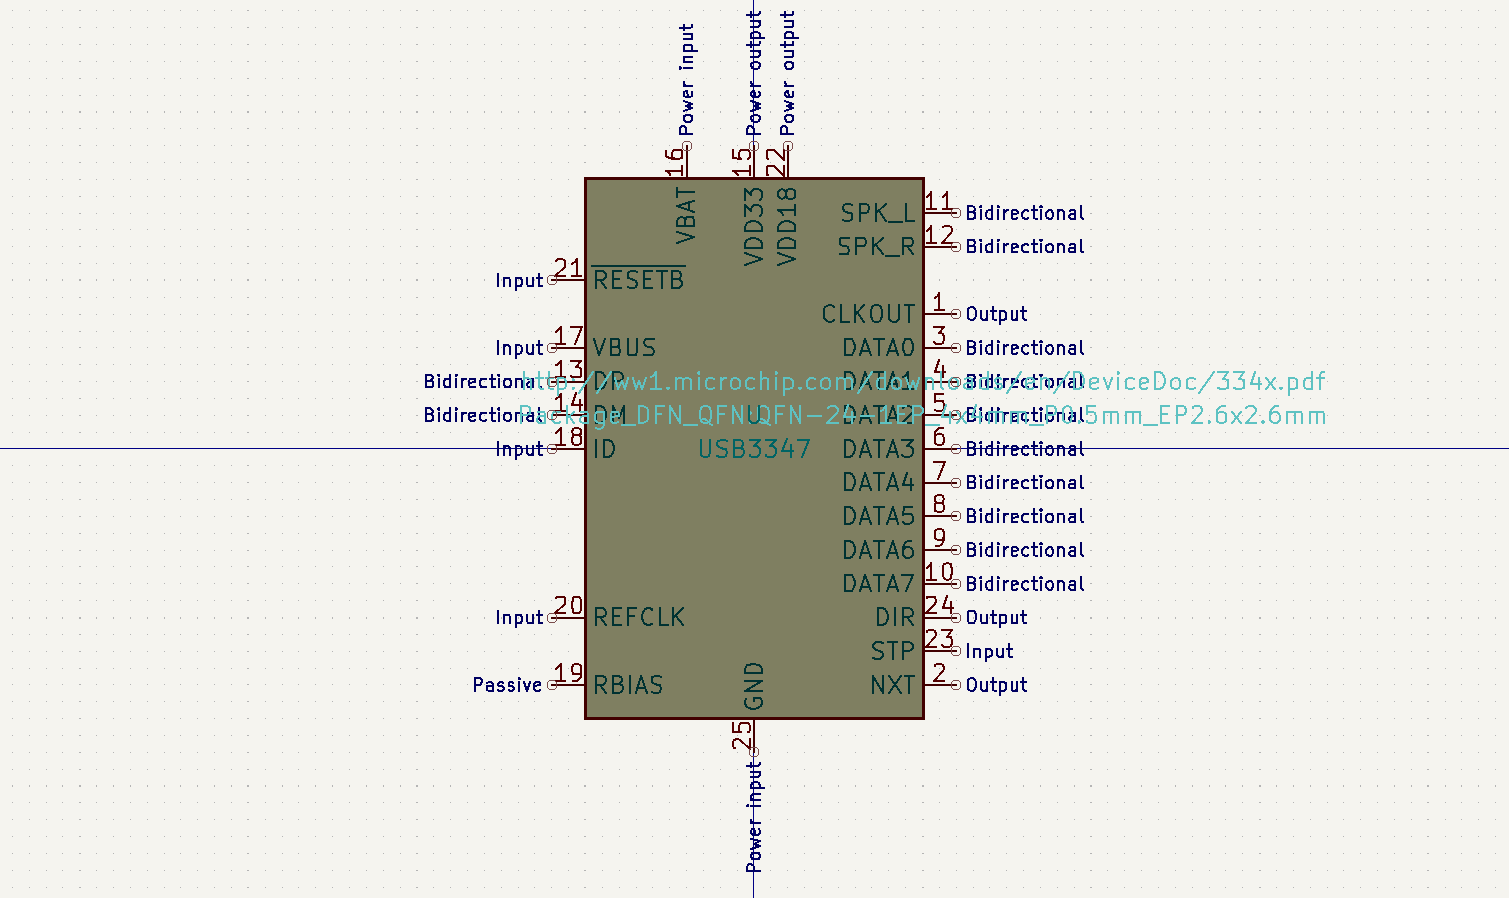 Power input
Power output
Power output
16
15
22
VBAT
VDD33
VDD18
SPK_L 11 Bidirectional
SPK_R 12 Bidirectional
Input 21 RESETB
CLKOUT 1 Output
Input 17 VBUS
DATA0 3 Bidirectional
Bidirectional 13 DP
DATA1 4 Bidirectional
http://ww1.microchip.com/downloads/en/DeviceDoc/334x.pdf
Bidirectional 14 DM
U
DATA2 5 Bidirectional
Package_DFN_QFN:QFN-24-1EP_4x4mm_P0.5mm_EP2.6x2.6mm
Input 18 ID
USB3347
DATA3 6 Bidirectional
DATA4 7 Bidirectional
DATA5 8 Bidirectional
DATA6 9 Bidirectional
DATA7 10 Bidirectional
Input 20 REFCLK
DIR 24 Output
STP 23 Input
Passive 19 RBIAS
NXT 2 Output
GND
25
Power input